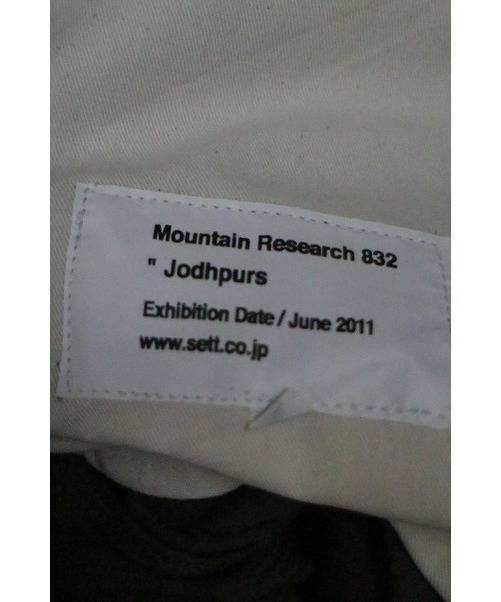 Mountain Research 832
" Jodhpurs
Exhibition Date / June 2011
www.sett.co.jp